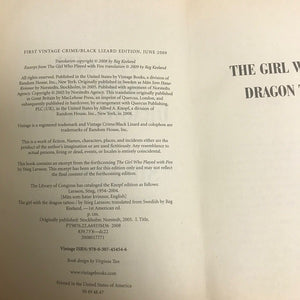 FIRST VINTAGE CRIME/BLACK LIZARD EDITION, JUNE 2009
Translation copyright © 2008 by Reg Keeland
Excerpt from The Girl Who Played with Fire translation © 2009 by Reg Keeland
All rights reserved. Published in the United States by Vintage Books, a division of
Random House, Inc., New York. Originally published in Sweden as Män Som Hatar
Kvinnor by Norstedts, Stockholm, in 2005. Published with agreement of Norstedts
Agency. Copyright © 2005 by Norstedts Agency. This translation originally published in
Great Britain by MacLehose Press, an imprint of Quercus, London, and
subsequently in hardcover, by arrangement with Quercus Publishing
PLC (UK), in the United States by Alfred A. Knopf, a division of
Random House, Inc., New York, in 2008.
Vintage is a registered trademark and Vintage Crime/Black Lizard and colophon are
trademarks of Random House, Inc.
This is a work of fiction. Names, characters, places, and incidents either are the
product of the author's imagination or are used fictitiously. Any resemblance to
actual persons, living or dead, events, or locales is entirely coincidental.
This book contains an excerpt from the forthcoming The Girl Who Played with Fire
by Stieg Larsson. This excerpt has been set for this edition only and may not reflect
the final content of the forthcoming edition.
The Library of Congress has cataloged the Knopf edition as follows:
Larsson, Stieg, 1954–2004.
[Män som hatar kvinnor. English]
The girl with the dragon tattoo / by Stieg Larsson; translated from Swedish by Reg
Keeland. —1st American ed.
p. cm.
Originally published: Stockholm: Norstedt, 2005. I. Title.
PT9876.22.A6933M36 2008
839.73'8—dc22
Vintage ISBN: 978-0-307-45454-6
Book design by Virginia Tan
www.vintagebooks.com
Printed in the United States of America
THE GIRL W
DRAGON T